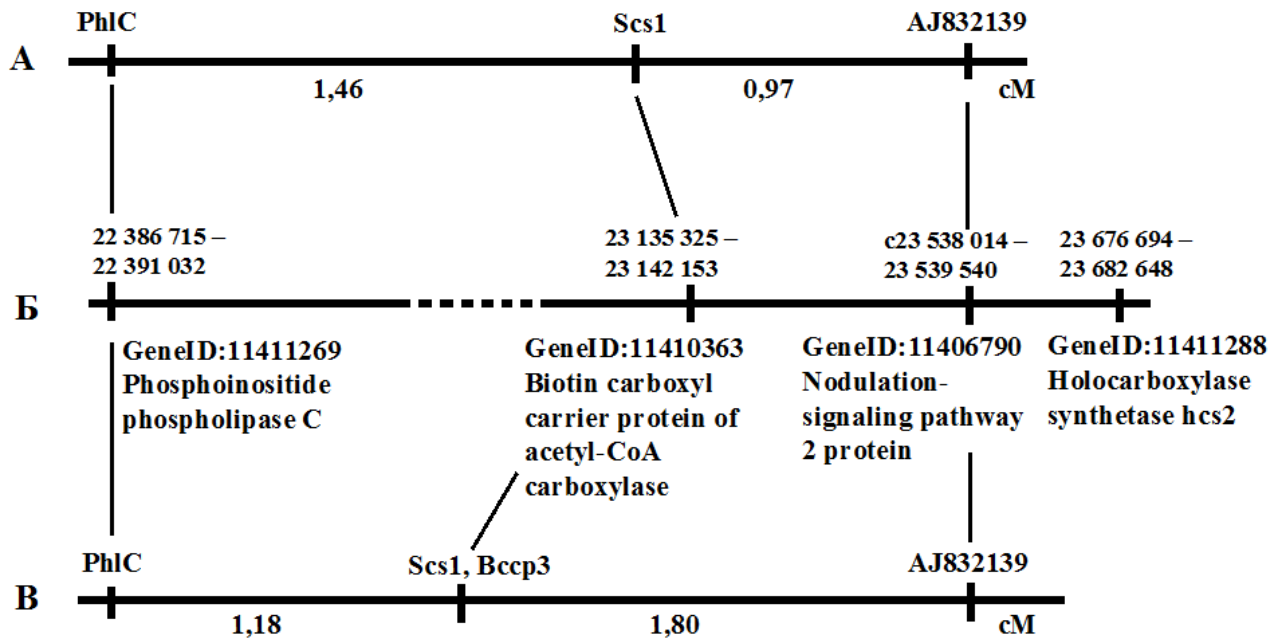 PhlC Scs1 AJ832139
А
1,46 0,97 сМ
22 386 715 –
22 391 032
23 135 325 –
23 142 153
c23 538 014 –
23 539 540
23 676 694 –
23 682 648
Б
GeneID:11411269
Phosphoinositide
phospholipase C
GeneID:11410363
Biotin carboxyl
carrier protein of
acetyl-CoA
carboxylase
GeneID:11406790
Nodulation-
signaling pathway
2 protein
GeneID:11411288
Holocarboxylase
synthetase hcs2
PhlC Scs1, Bccp3 AJ832139
В
1,18 1,80 сМ